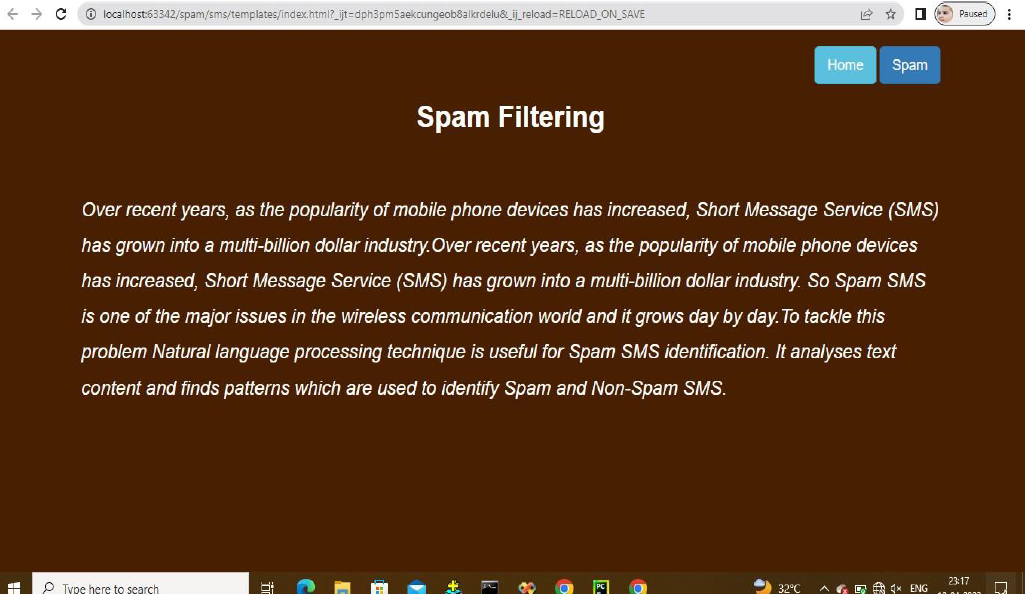 localhost:63342/spam/sms/templates/index.html?_ijt=dph3pm5aekcungeob8alkrdelu&_ij_reload=RELOAD_ON_SAVE
Paused
Home Spam
Spam Filtering
Over recent years, as the popularity of mobile phone devices has increased, Short Message Service (SMS)
has grown into a multi-billion dollar industry.Over recent years, as the popularity of mobile phone devices
has increased, Short Message Service (SMS) has grown into a multi-billion dollar industry. So Spam SMS
is one of the major issues in the wireless communication world and it grows day by day.To tackle this
problem Natural language processing technique is useful for Spam SMS identification. It analyses text
content and finds patterns which are used to identify Spam and Non-Spam SMS.
Type here to search
32°C
ENG
23:17